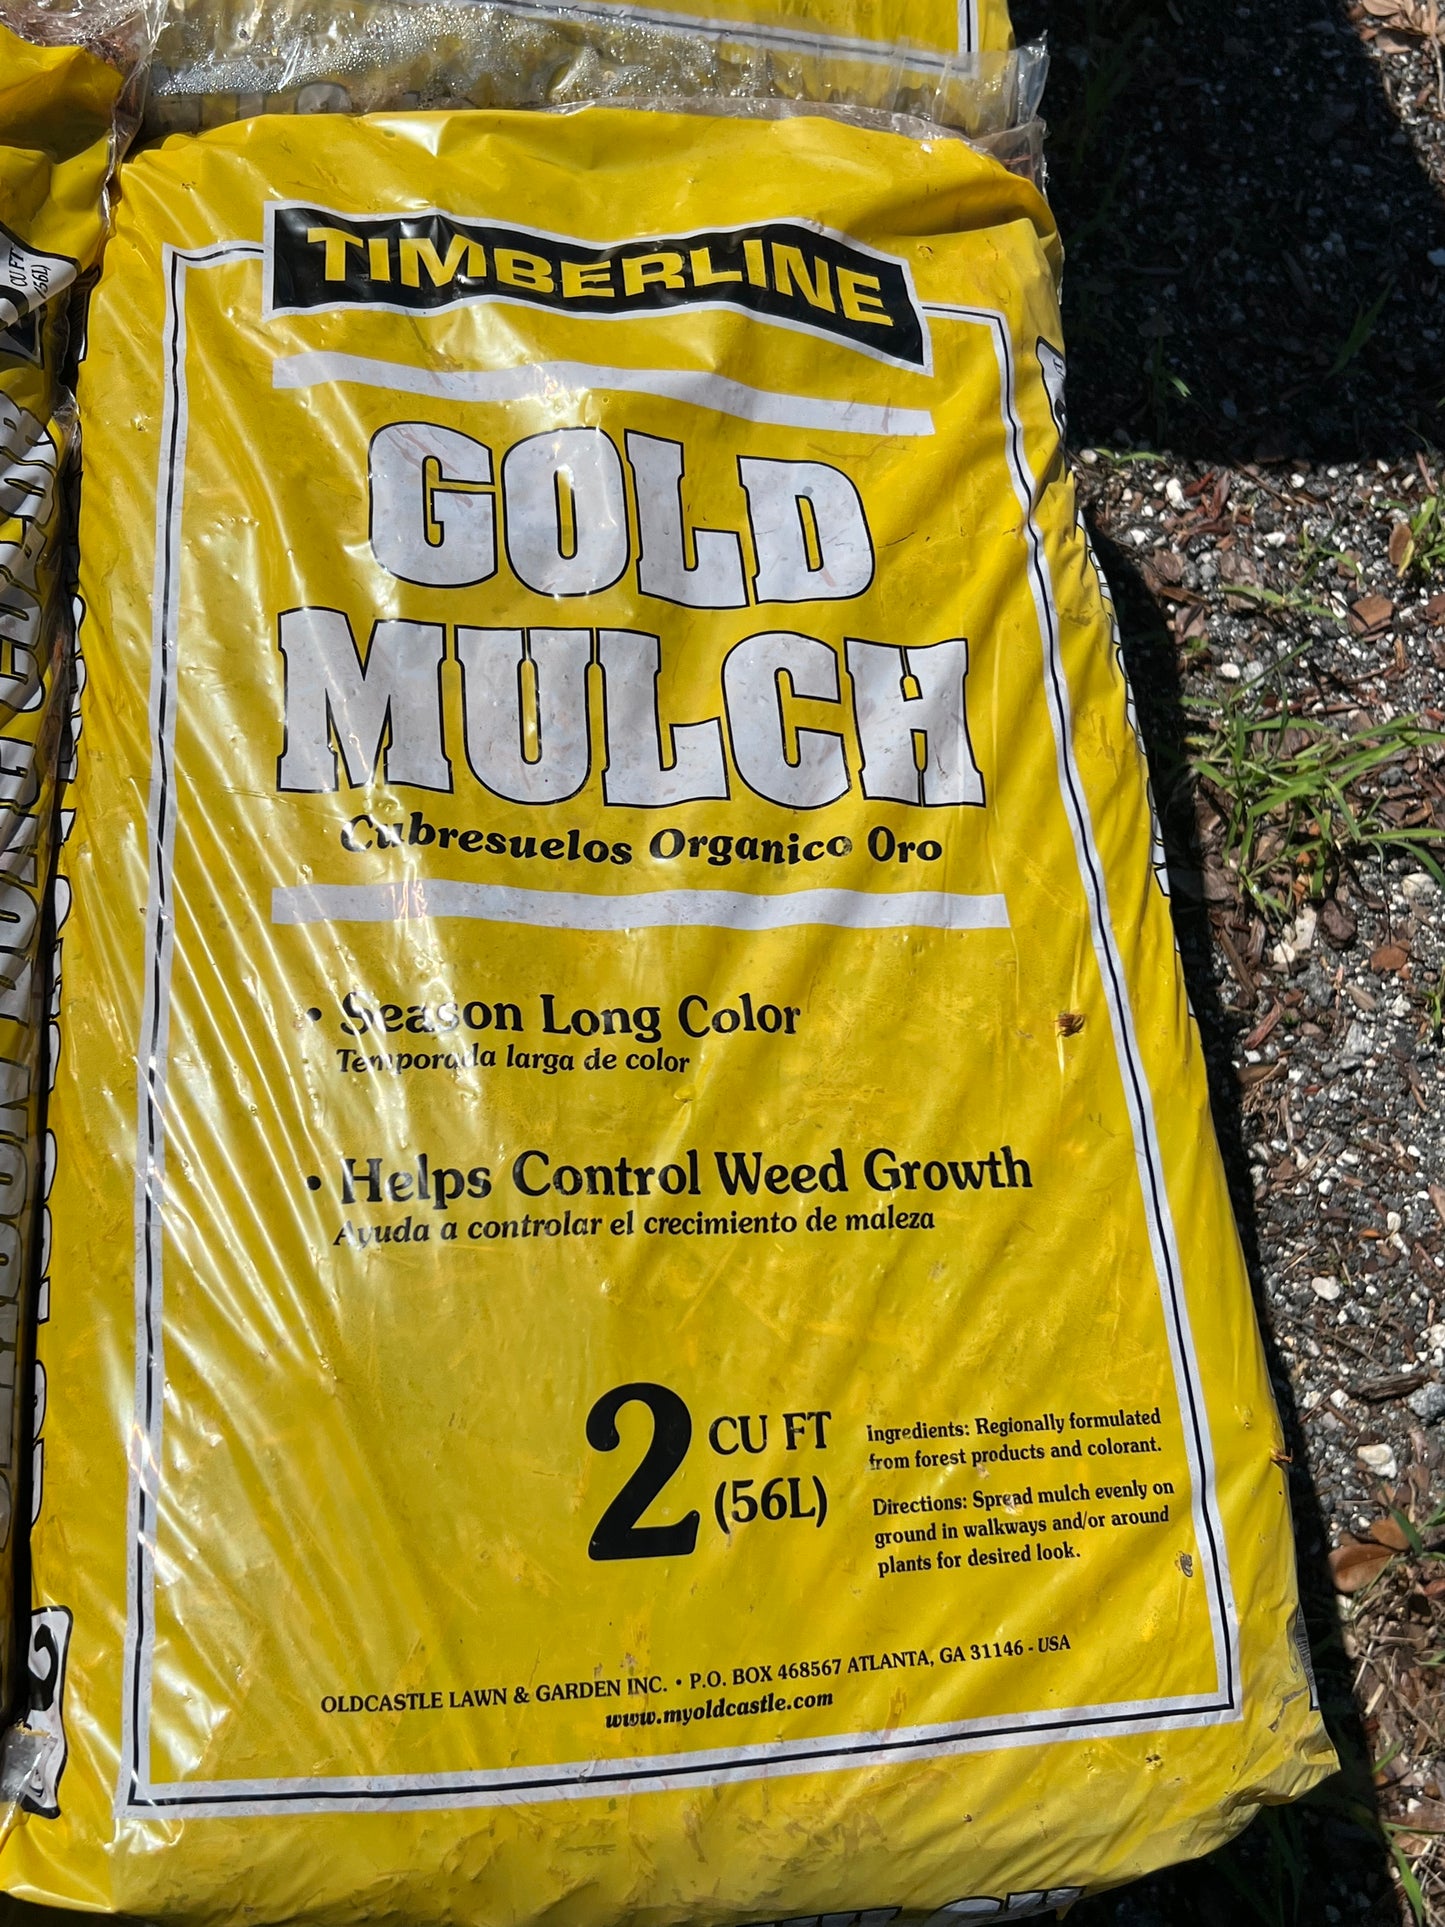 TIMBERLINE
GOLD
MULCH
Cubresuelos Organico Oro
• Season Long Color
Temporada larga de color
• Helps Control Weed Growth
Ayuda a controlar el crecimiento de maleza
2 CU FT
(56L)
Ingredients: Regionally formulated
from forest products and colorant.
Directions: Spread mulch evenly on
ground in walkways and/or around
plants for desired look.
OLDCASTLE LAWN & GARDEN INC. • P.O. BOX 468567 ATLANTA, GA 31146 - USA
www.myoldcastle.com
CU FT
(56L)